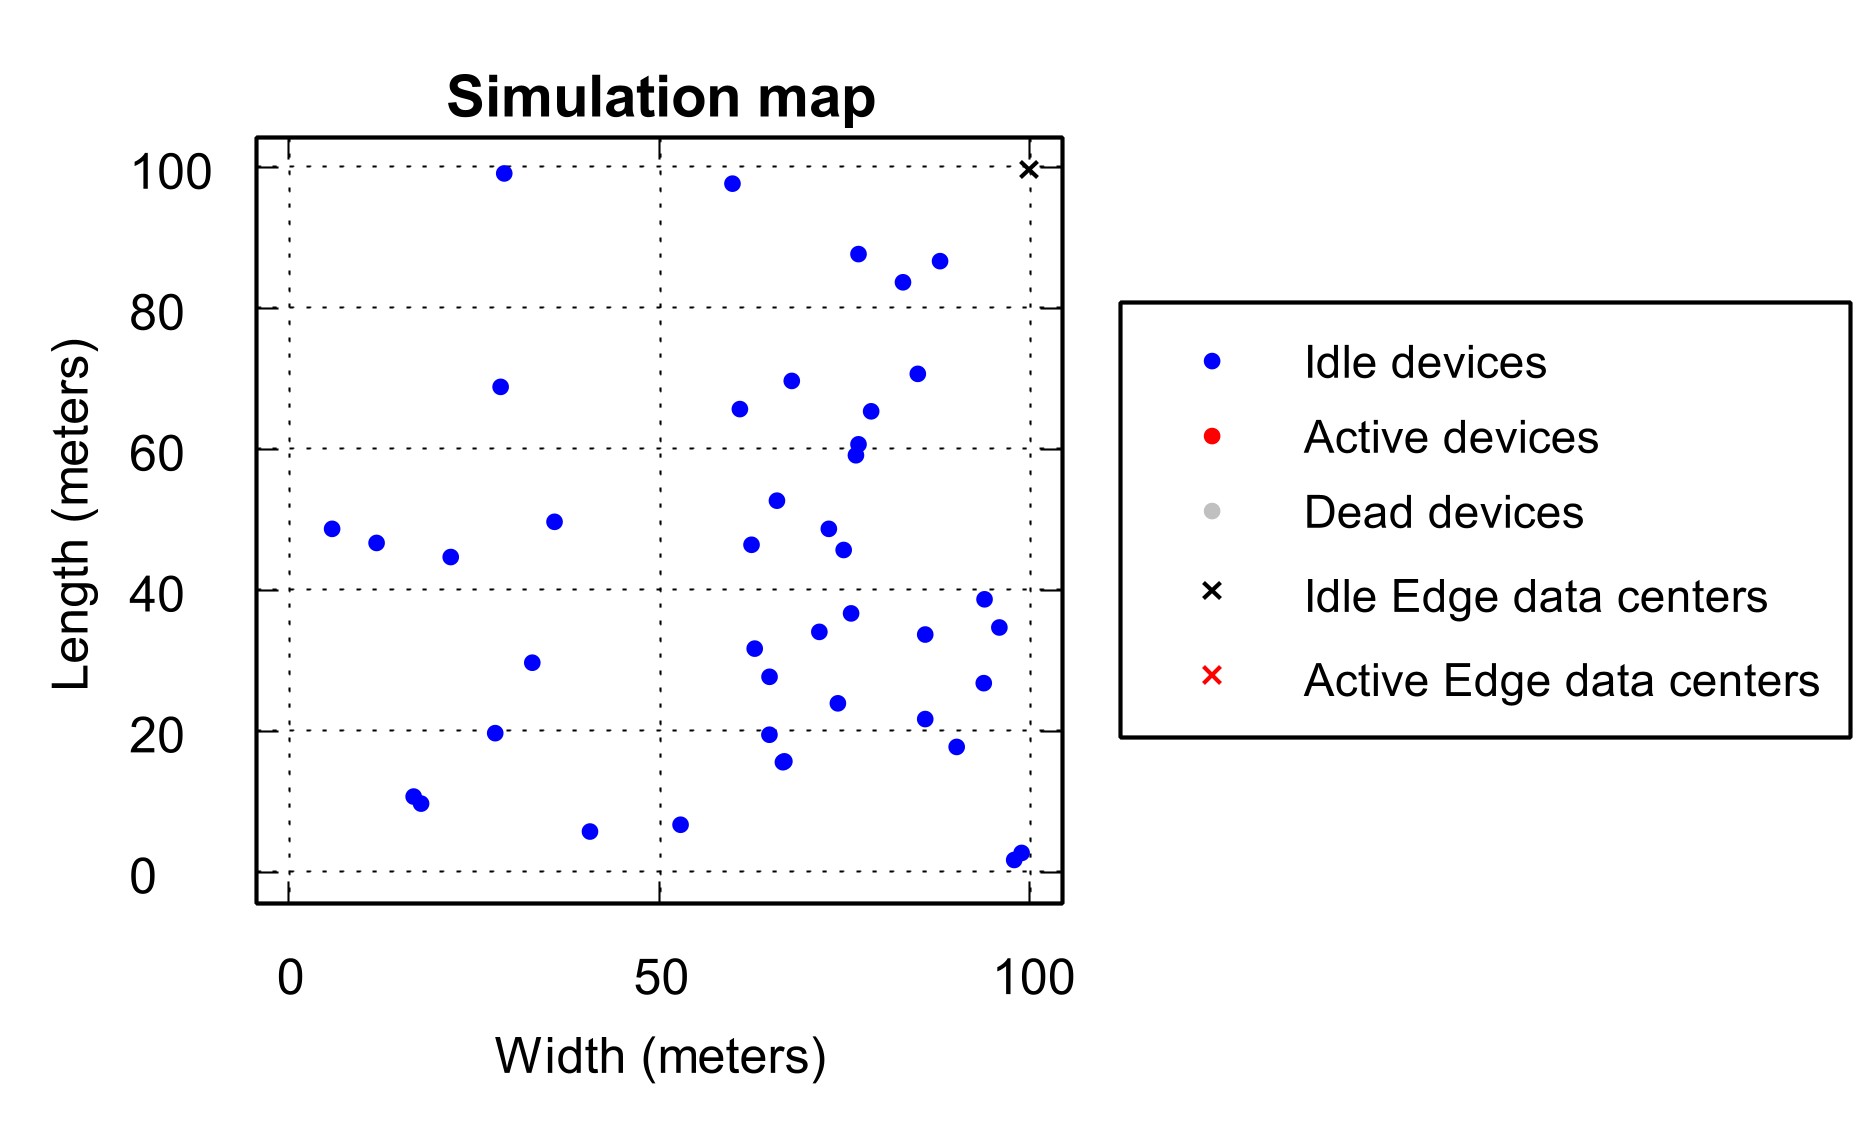 Simulation map
100
80
60
40
20
0
Length (meters)
0 50 100
Width (meters)
Idle devices
Active devices
Dead devices
Idle Edge data centers
Active Edge data centers